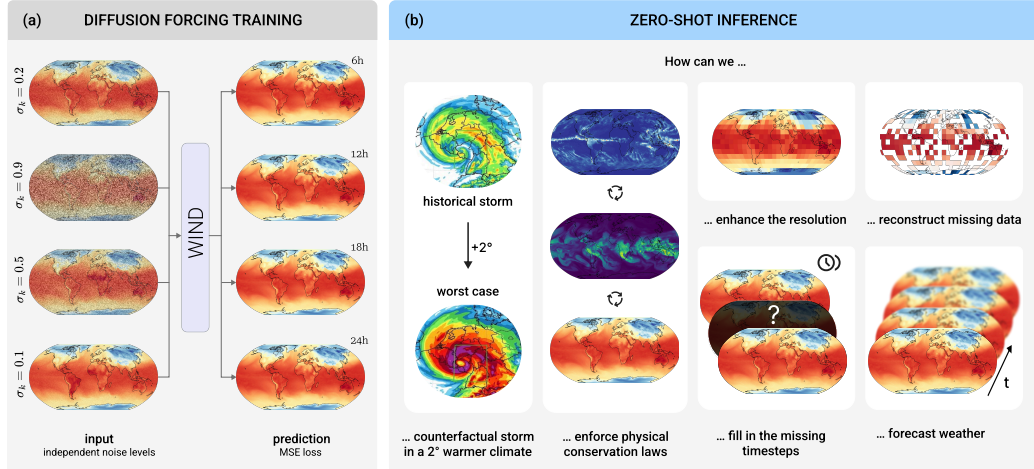 (a) DIFFUSION FORCING TRAINING
σk = 0.2
σk = 0.9
σk = 0.5
σk = 0.1
WIND
6h
12h
18h
24h
input
independent noise levels
prediction
MSE loss
(b) ZERO-SHOT INFERENCE
How can we ...
historical storm
+2°
worst case
... counterfactual storm
in a 2° warmer climate
... enforce physical
conservation laws
... enhance the resolution
... reconstruct missing data
?
... fill in the missing
timesteps
t
... forecast weather